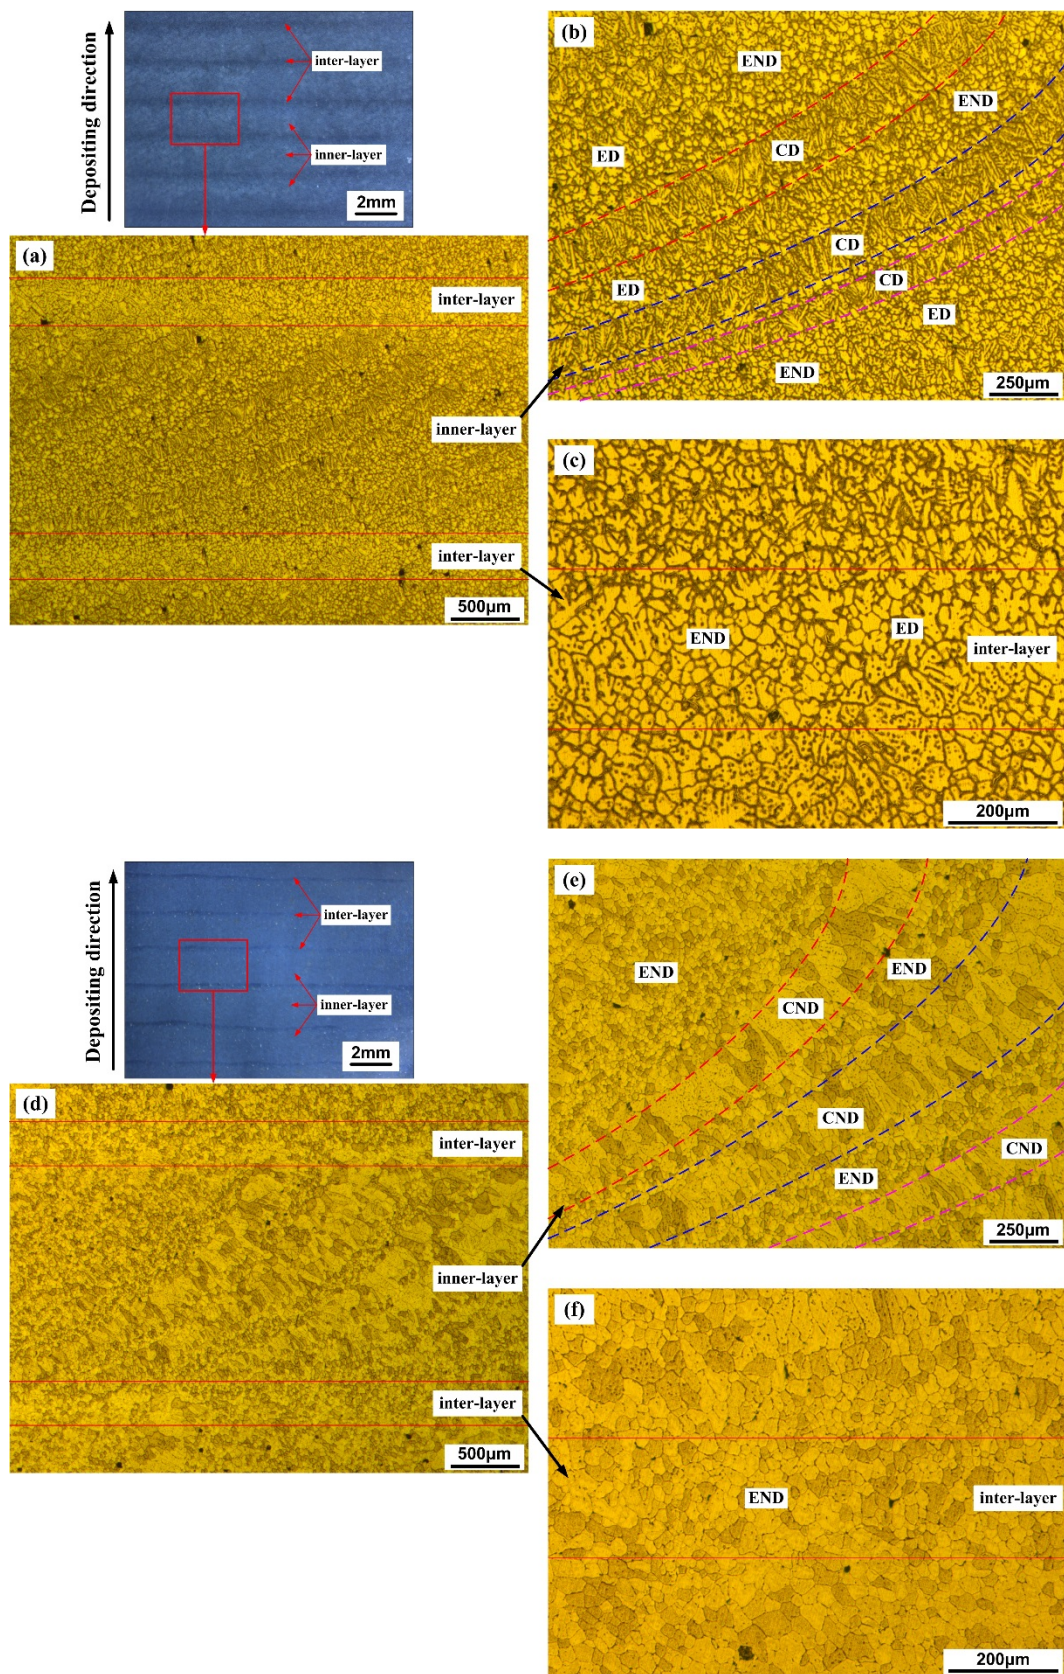 Depositing direction
inter-layer
inner-layer
2mm
(a)
inter-layer
inner-layer
inter-layer
500μm
(b)
END
END
CD
ED
CD
ED
CD
ED
END
250μm
(c)
END
ED
inter-layer
200μm
Depositing direction
inter-layer
inner-layer
2mm
(d)
inter-layer
inner-layer
inter-layer
500μm
(e)
END
END
CND
CND
CND
END
250μm
(f)
END
inter-layer
200μm